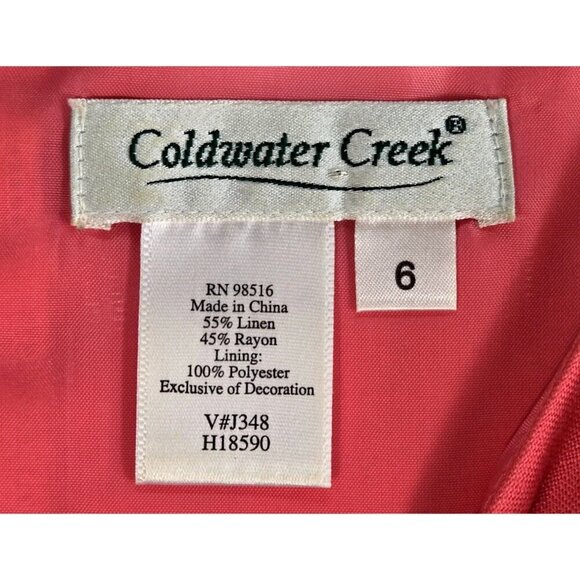 Coldwater Creek®
6
RN 98516
Made in China
55% Linen
45% Rayon
Lining:
100% Polyester
Exclusive of Decoration
V#J348
H18590